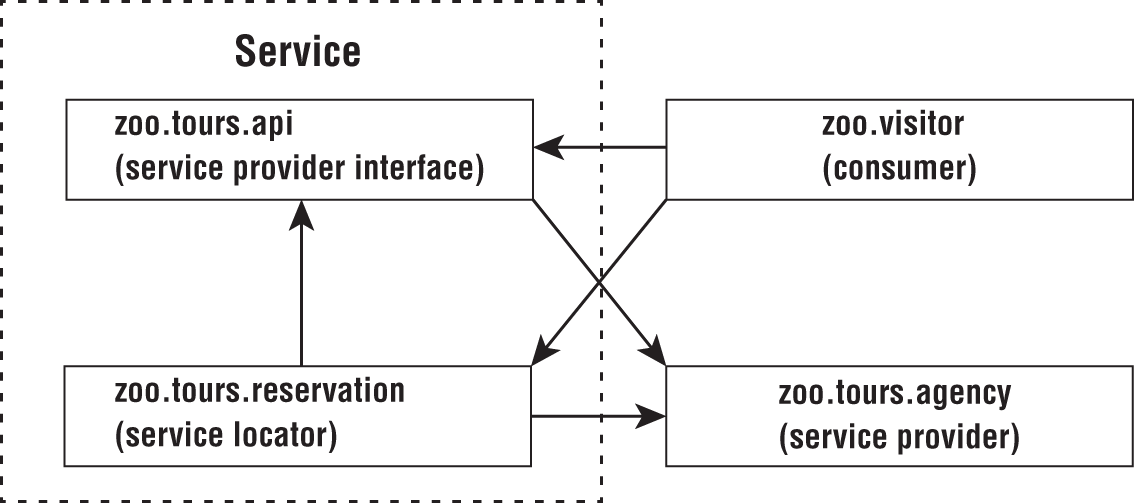 Service
zoo.tours.api
(service provider interface)
zoo.visitor
(consumer)
zoo.tours.reservation
(service locator)
zoo.tours.agency
(service provider)